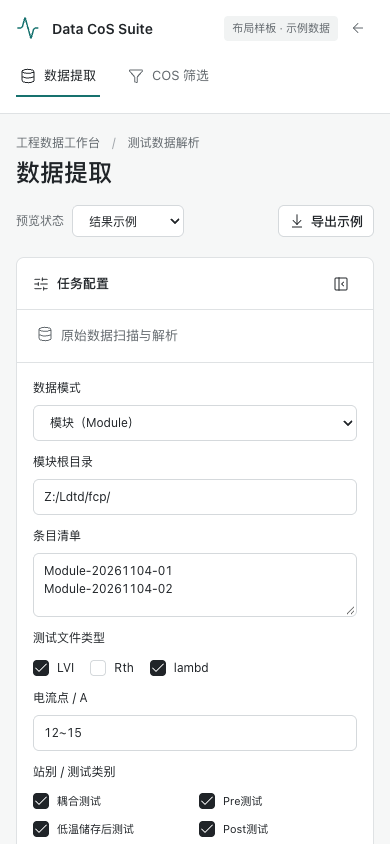 Data CoS Suite
布局样板 · 示例数据
数据提取
COS 筛选
工程数据工作台 / 测试数据解析
数据提取
预览状态
结果示例
导出示例
任务配置
原始数据扫描与解析
数据模式
模块（Module）
模块根目录
Z:/Ldtd/fcp/
条目清单
Module-20261104-01
Module-20261104-02
测试文件类型
LVI
Rth
lambd
电流点 / A
12~15
站别 / 测试类别
耦合测试
Pre测试
低温储存后测试
Post测试